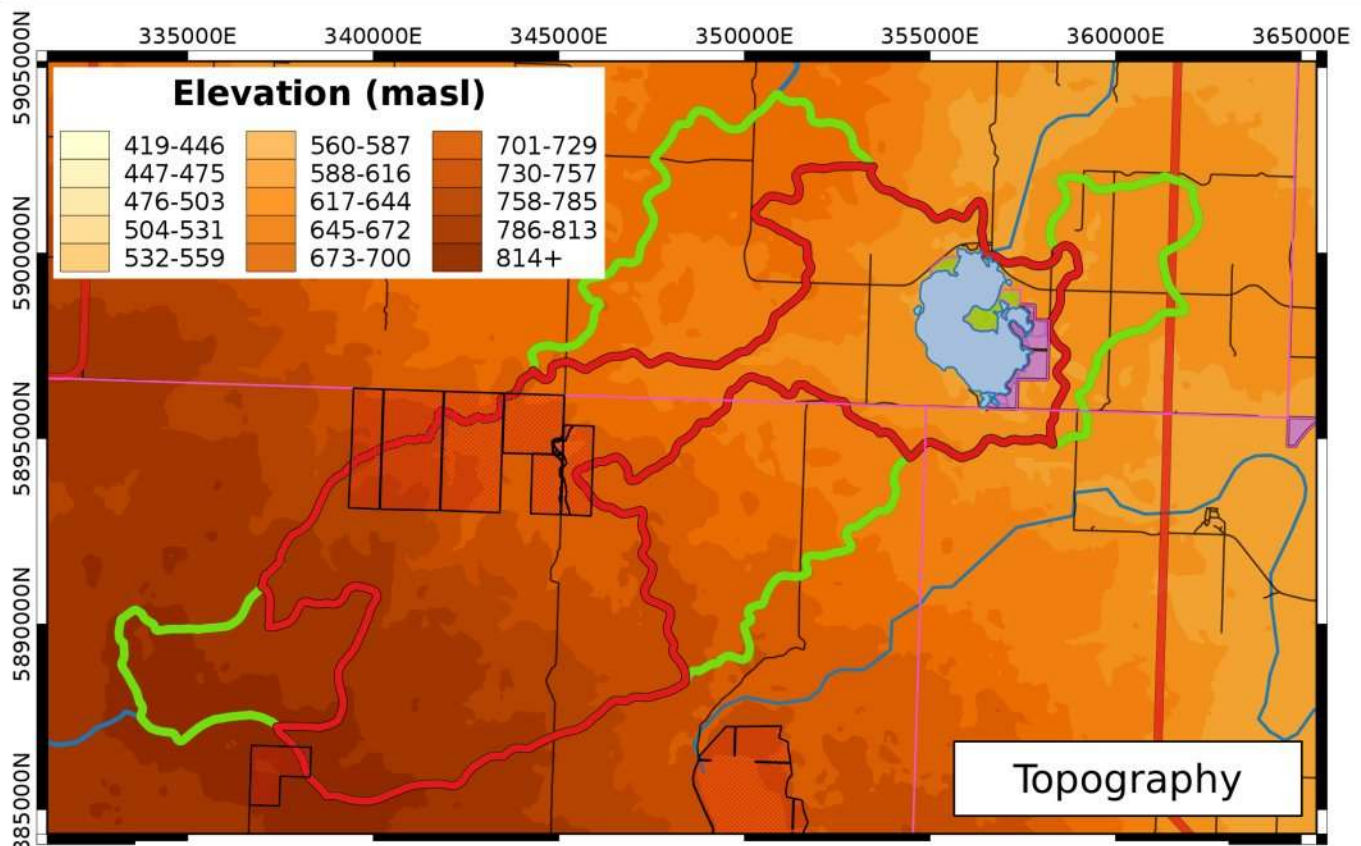 335000E 340000E 345000E 350000E 355000E 360000E 365000E
5905000N
5900000N
5895000N
5890000N
885000N
Elevation (masl)
419-446 560-587 701-729
447-475 588-616 730-757
476-503 617-644 758-785
504-531 645-672 786-813
532-559 673-700 814+
Topography